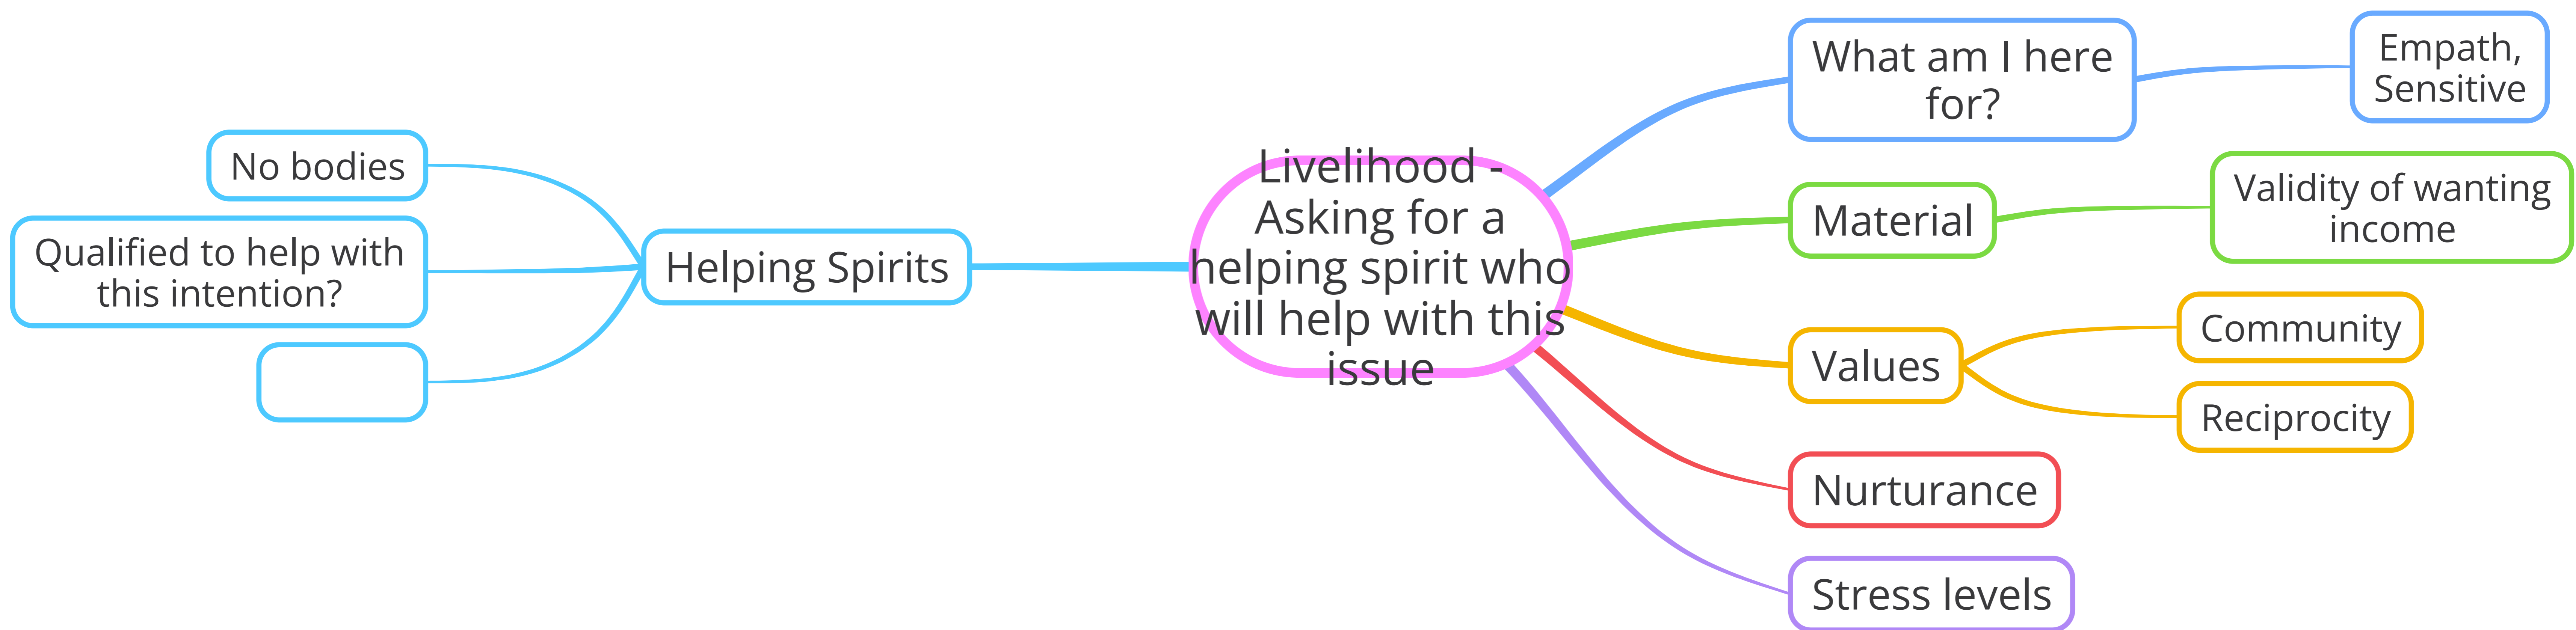 No bodies
Qualified to help with
this intention?
Helping Spirits
Livelihood -
Asking for a
helping spirit who
will help with this
issue
What am I here
for?
Empath,
Sensitive
Material
Validity of wanting
income
Values
Community
Reciprocity
Nurturance
Stress levels